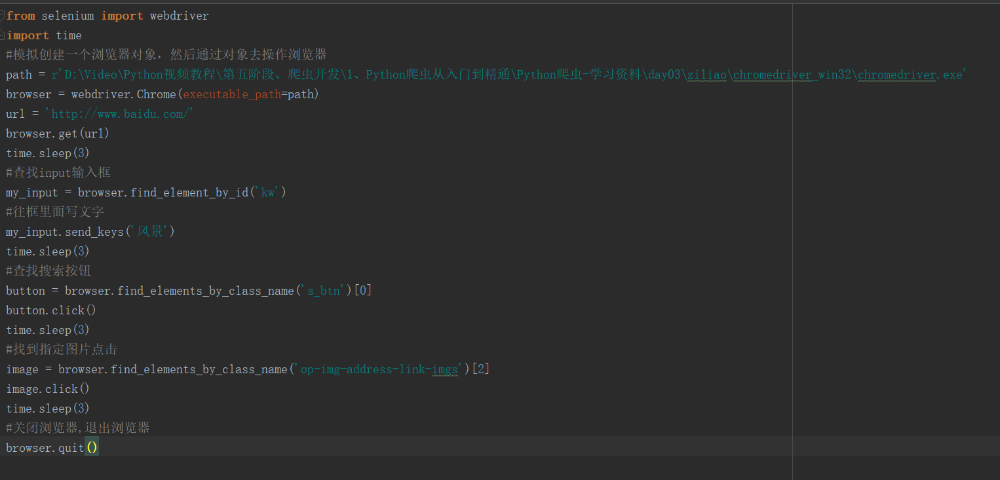 from selenium import webdriver
import time
#模拟创建一个浏览器对象，然后通过对象去操作浏览器
path = r'D:\Video\Python视频教程\第五阶段、爬虫开发\1、Python爬虫从入门到精通\Python爬虫-学习资料\day03\ziliao\chromedriver_win32\chromedriver.exe'
browser = webdriver.Chrome(executable_path=path)
url = 'http://www.baidu.com/'
browser.get(url)
time.sleep(3)
#查找input输入框
my_input = browser.find_element_by_id('kw')
#往框里面写文字
my_input.send_keys('风景')
time.sleep(3)
#查找搜索按钮
button = browser.find_elements_by_class_name('s_btn')[0]
button.click()
time.sleep(3)
#找到指定图片点击
image = browser.find_elements_by_class_name('op-img-address-link-imgs')[2]
image.click()
time.sleep(3)
#关闭浏览器,退出浏览器
browser.quit()